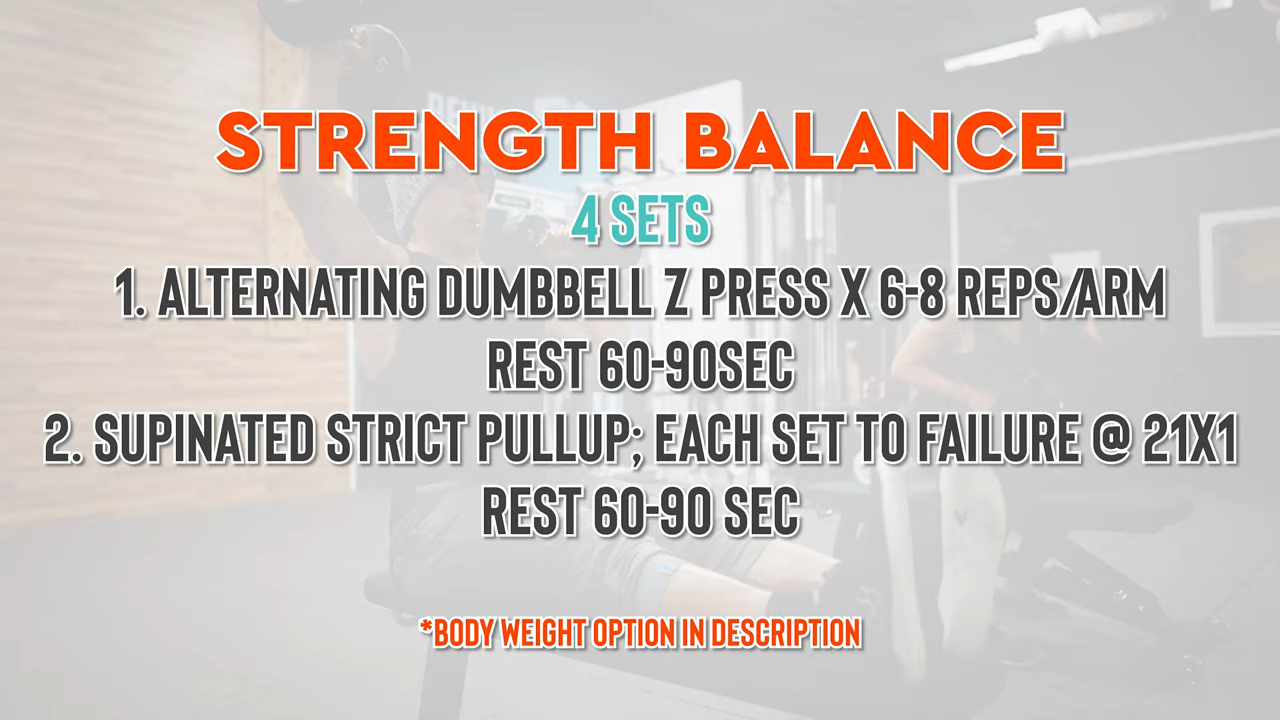 STRENGTH BALANCE
4 SETS
1. ALTERNATING DUMBBELL Z PRESS X 6-8 REPS/ARM
REST 60-90SEC
2. SUPINATED STRICT PULLUP; EACH SET TO FAILURE @ 21X1
REST 60-90 SEC
*BODY WEIGHT OPTION IN DESCRIPTION